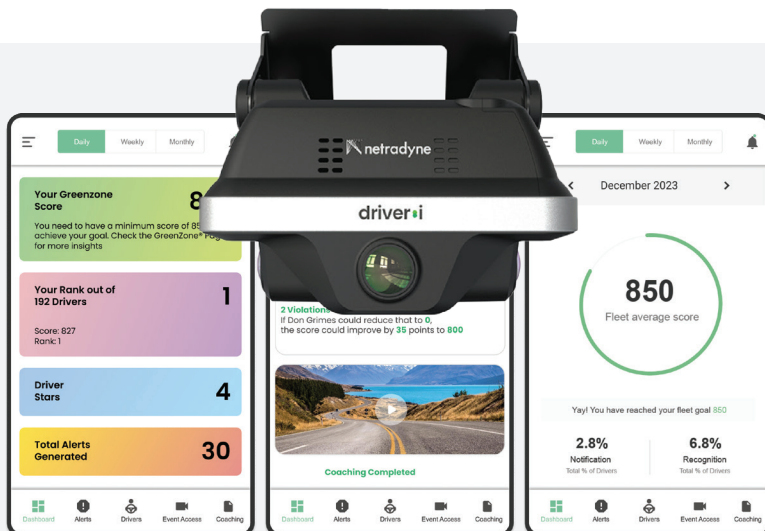 netradyne
driver•i
Daily
Weekly
Monthly
Your Greenzone
Score
8
You need to have a minimum score of 85
achieve your goal. Check the GreenZone®
for more insights
Your Rank out of
192 Drivers
1
Score: 827
Rank: 1
Driver
Stars
4
Total Alerts
Generated
30
Dashboard
Alerts
Drivers
Event Access
Coaching
2 Violations
If Don Grimes could reduce that to 0,
the score could improve by 35 points to 800
Coaching Completed
Dashboard
Alerts
Drivers
Event Access
Coaching
Daily
Weekly
Monthly
< December 2023 >
850
Fleet average score
Yay! You have reached your fleet goal 850
2.8%
Notification
Total % of Drivers
6.8%
Recognition
Total % of Drivers
Dashboard
Alerts
Drivers
Event Access
Coaching